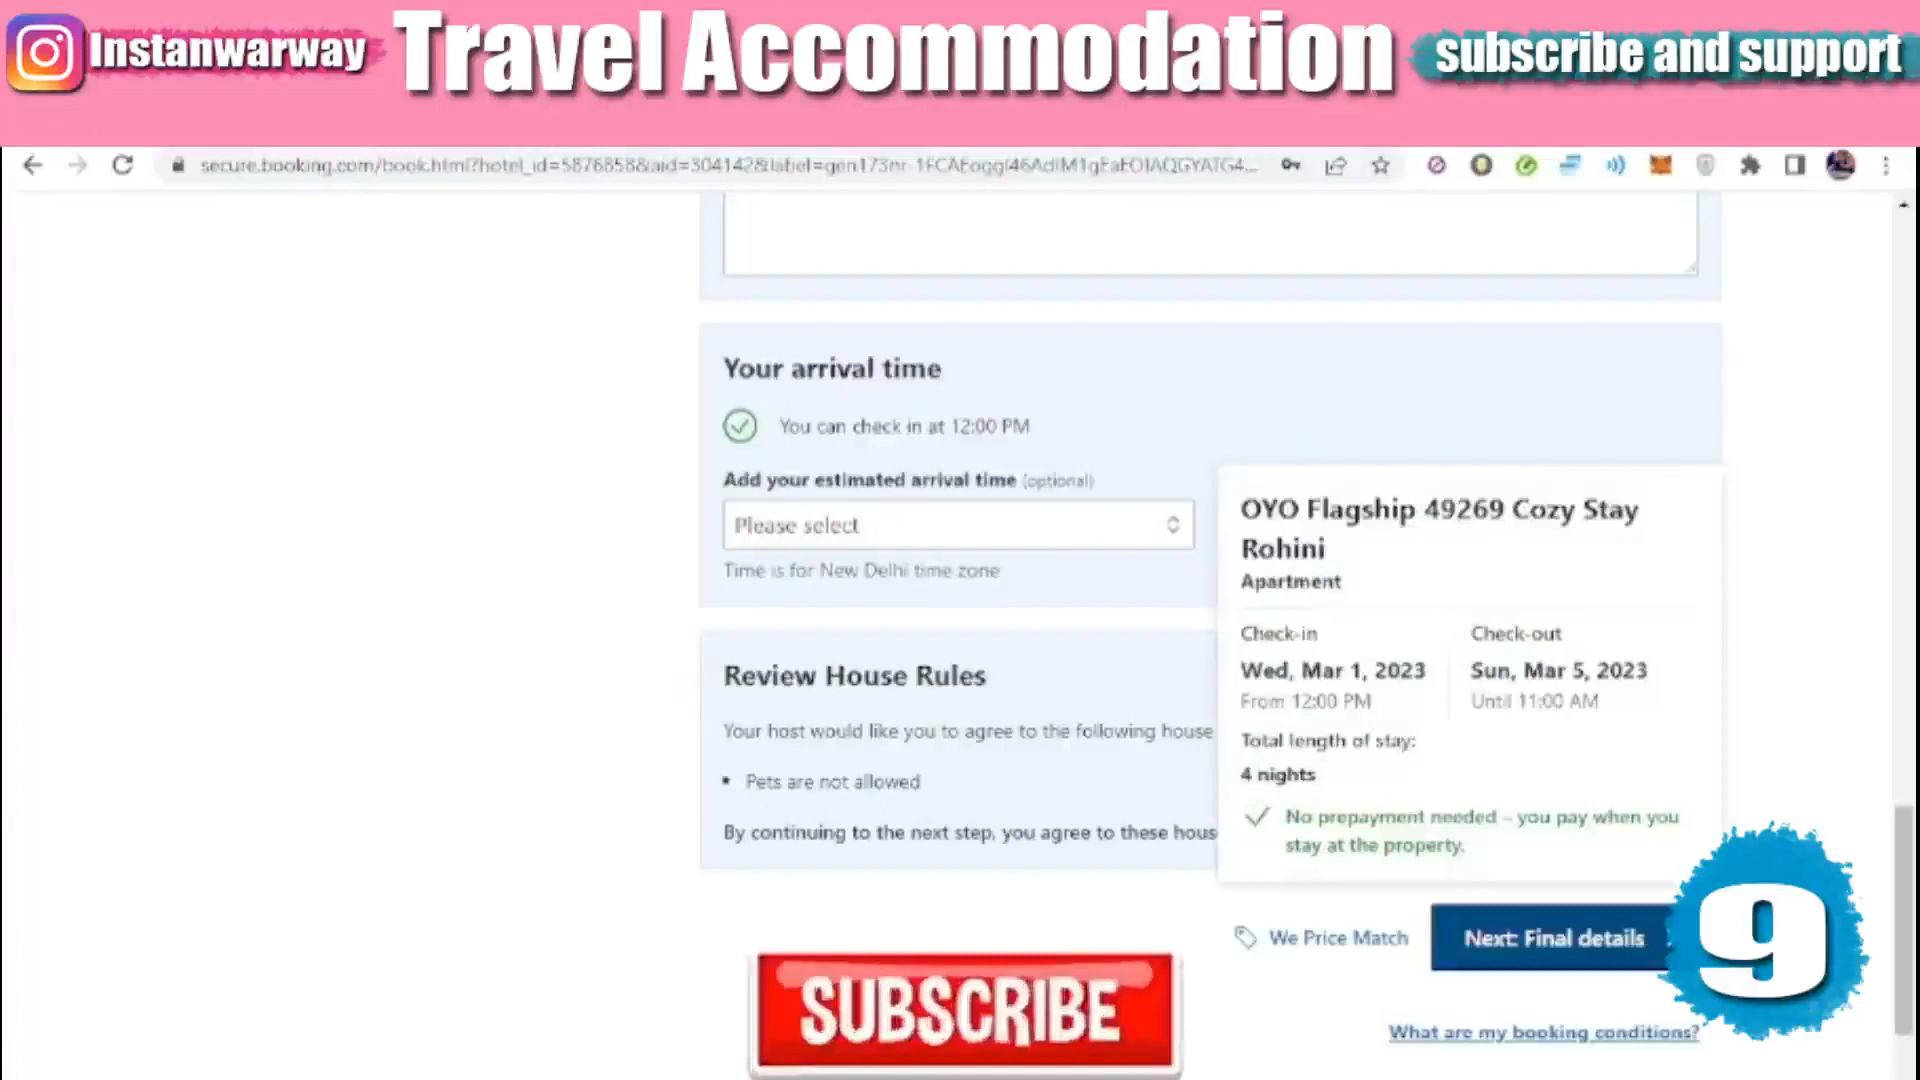 Instanwarway
Travel Accommodation
subscribe and support
Your arrival time
You can check in at 12:00 PM
Add your estimated arrival time (optional)
Please select
Time is for New Delhi time zone
OYO Flagship 49269 Cozy Stay
Rohini
Apartment
Check-in
Check-out
Wed, Mar 1, 2023
Sun, Mar 5, 2023
From 12:00 PM
Until 11:00 AM
Total length of stay:
4 nights
No prepayment needed – you pay when you
stay at the property.
Review House Rules
Your host would like you to agree to the following house
Pets are not allowed
By continuing to the next step, you agree to these hous
We Price Match
Next: Final details
9
SUBSCRIBE
What are my booking conditions?